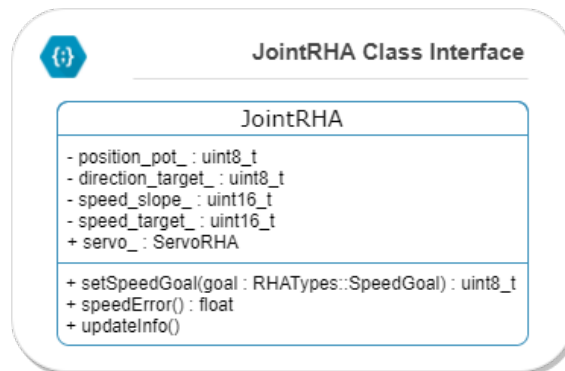 {:}
JointRHA Class Interface
JointRHA
- position_pot_ : uint8_t
- direction_target_ : uint8_t
- speed_slope_ : uint16_t
- speed_target_ : uint16_t
+ servo_ : ServoRHA
+ setSpeedGoal(goal : RHATypes::SpeedGoal) : uint8_t
+ speedError() : float
+ updateInfo()